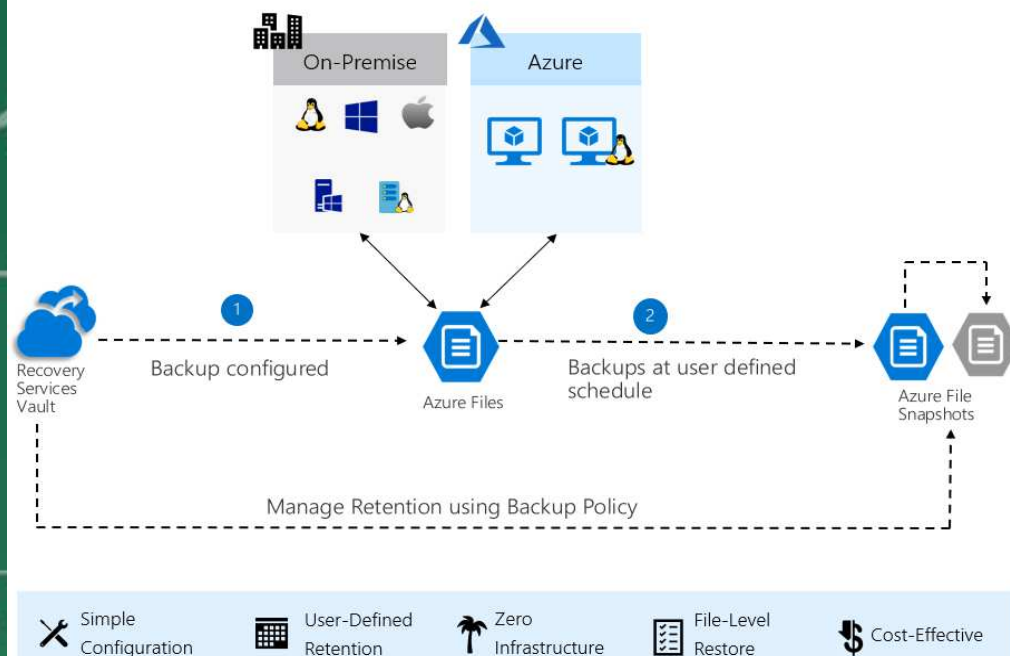 On-Premise
Azure
1
2
Backup configured
Backups at user defined
schedule
Recovery
Services
Vault
Azure Files
Azure File
Snapshots
Manage Retention using Backup Policy
Simple
Configuration
User-Defined
Retention
Zero
Infrastructure
File-Level
Restore
Cost-Effective